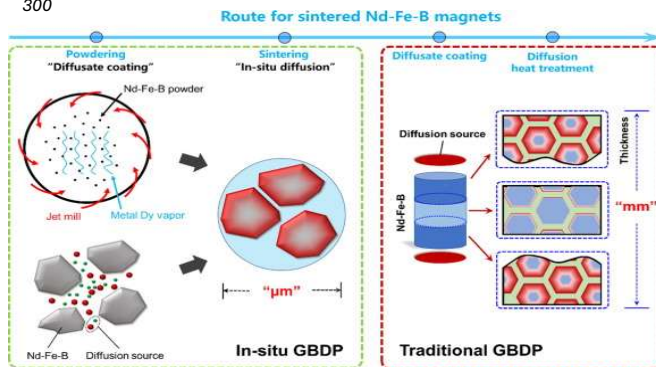 300
Route for sintered Nd-Fe-B magnets
Powdering
"Diffusate coating"
Sintering
"In-situ diffusion"
Nd-Fe-B powder
Jet mill
Metal Dy vapor
Nd-Fe-B
Diffusion source
"μm"
In-situ GBDP
Diffusate coating
Diffusion
heat treatment
Diffusion source
Nd-Fe-B
Thickness
"mm"
Traditional GBDP